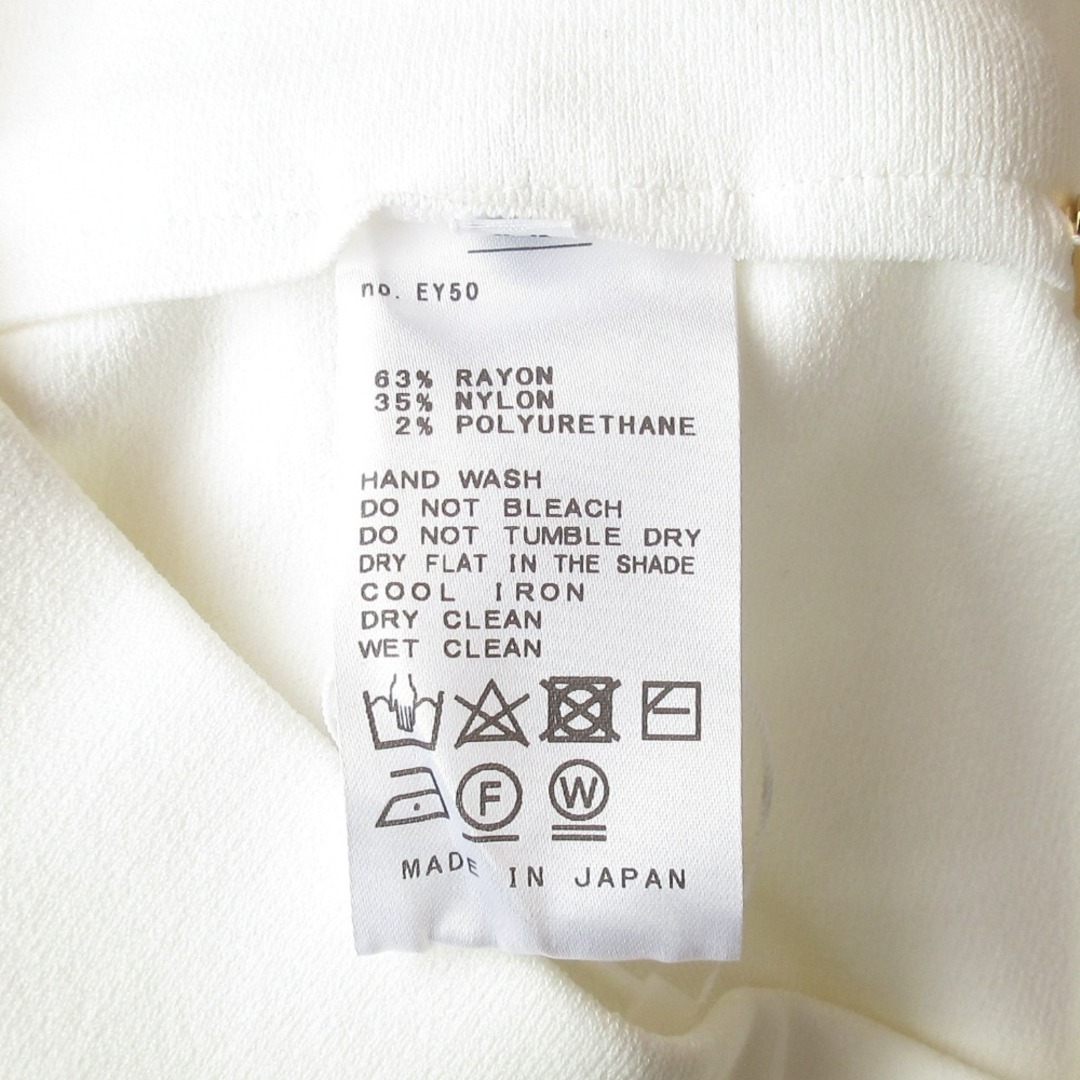 no. EY50
63% RAYON
35% NYLON
2% POLYURETHANE
HAND WASH
DO NOT BLEACH
DO NOT TUMBLE DRY
DRY FLAT IN THE SHADE
COOL IRON
DRY CLEAN
WET CLEAN
F W
MADE IN JAPAN